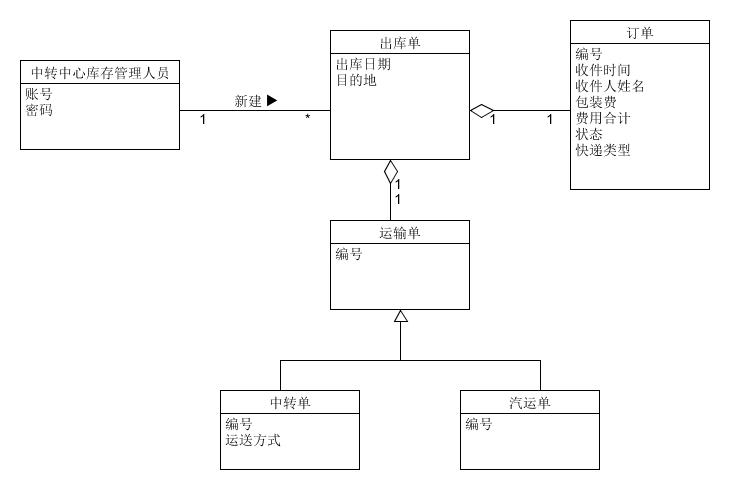 中转中心库存管理人员
账号
密码
新建 ▶
1
*
出库单
出库日期
目的地
1
1
订单
编号
收件时间
收件人姓名
包装费
费用合计
状态
快递类型
1
1
运输单
编号
中转单
编号
运送方式
汽运单
编号